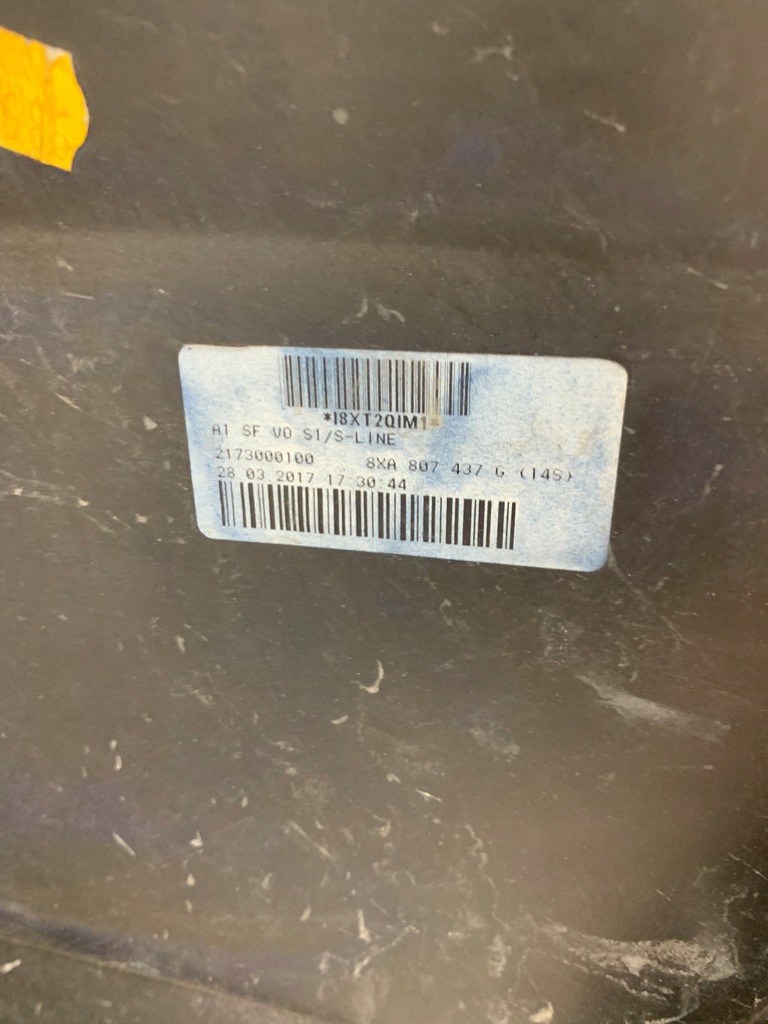 *I8XT2QIM1*
A1 SF VO S1/S-LINE
2173000100 8XA 807 437 G (14S)
28 03 2017 17:30:44